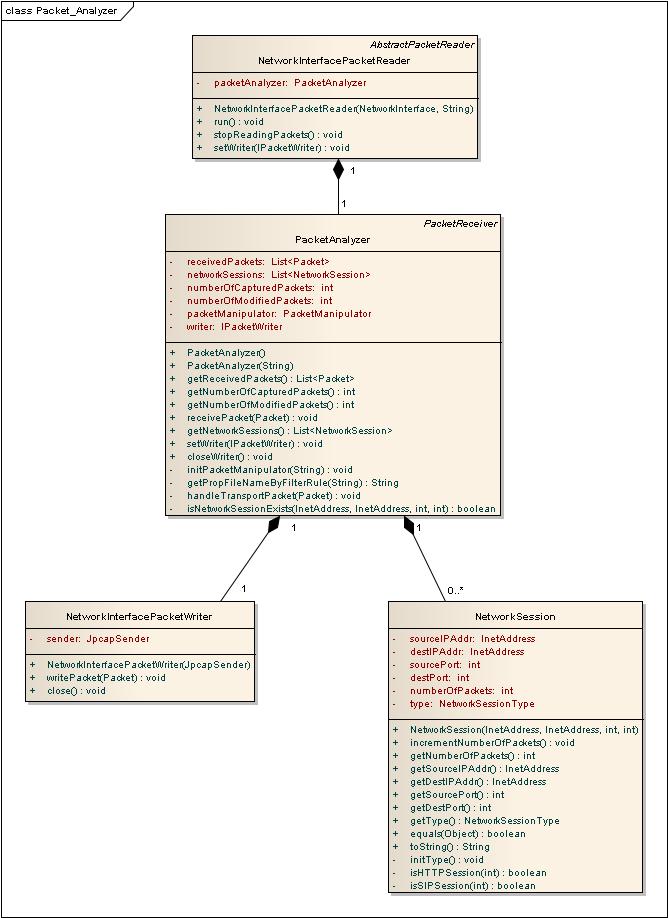 class Packet_Analyzer
AbstractPacketReader
NetworkInterfacePacketReader
- packetAnalyzer: PacketAnalyzer
+ NetworkInterfacePacketReader(NetworkInterface, String)
+ run() : void
+ stopReadingPackets() : void
+ setWriter(IPacketWriter) : void
1
1
PacketReceiver
PacketAnalyzer
- receivedPackets: List<Packet>
- networkSessions: List<NetworkSession>
- numberOfCapturedPackets: int
- numberOfModifiedPackets: int
- packetManipulator: PacketManipulator
- writer: IPacketWriter
+ PacketAnalyzer()
+ PacketAnalyzer(String)
+ getReceivedPackets() : List<Packet>
+ getNumberOfCapturedPackets() : int
+ getNumberOfModifiedPackets() : int
+ receivePacket(Packet) : void
+ getNetworkSessions() : List<NetworkSession>
+ setWriter(IPacketWriter) : void
+ closeWriter() : void
- initPacketManipulator(String) : void
- getPropFileNameByFilterRule(String) : String
- handleTransportPacket(Packet) : void
- isNetworkSessionExists(InetAddress, InetAddress, int, int) : boolean
1
1
1
0..*
NetworkInterfacePacketWriter
- sender: JpcapSender
+ NetworkInterfacePacketWriter(JpcapSender)
+ writePacket(Packet) : void
+ close() : void
NetworkSession
- sourceIPAddr: InetAddress
- destIPAddr: InetAddress
- sourcePort: int
- destPort: int
- numberOfPackets: int
- type: NetworkSessionType
+ NetworkSession(InetAddress, InetAddress, int, int)
+ incrementNumberOfPackets() : void
+ getNumberOfPackets() : int
+ getSourceIPAddr() : InetAddress
+ getDestIPAddr() : InetAddress
+ getSourcePort() : int
+ getDestPort() : int
+ getType() : NetworkSessionType
+ equals(Object) : boolean
+ toString() : String
- initType() : void
- isHTTPSession(int) : boolean
- isSIPSession(int) : boolean